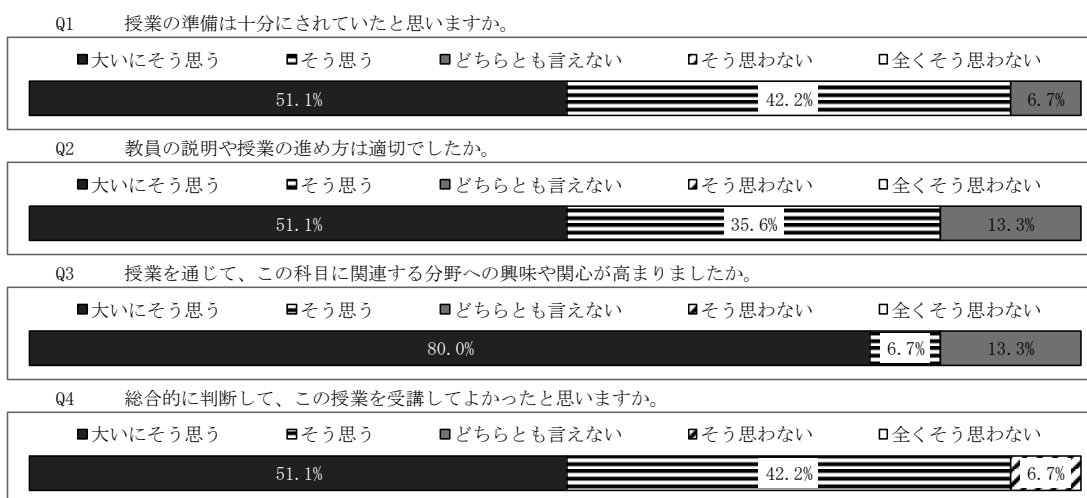 Q1 授業の準備は十分にされていたと思いますか。
■大いにそう思う ■そう思う ■どちらとも言えない □そう思わない □全くそう思わない
51.1% 42.2% 6.7%
Q2 教員の説明や授業の進め方は適切でしたか。
■大いにそう思う ■そう思う ■どちらとも言えない □そう思わない □全くそう思わない
51.1% 35.6% 13.3%
Q3 授業を通じて、この科目に関連する分野への興味や関心が高まりましたか。
■大いにそう思う ■そう思う ■どちらとも言えない ■そう思わない □全くそう思わない
80.0% 6.7% 13.3%
Q4 総合的に判断して、この授業を受講してよかったと思いますか。
■大いにそう思う ■そう思う ■どちらとも言えない ■そう思わない □全くそう思わない
51.1% 42.2% 6.7%